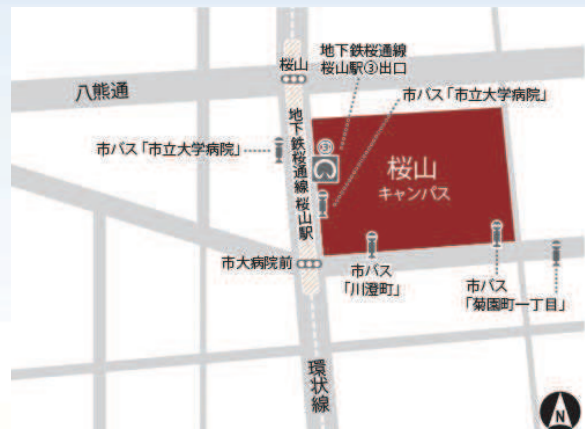 地下鉄桜通線
桜山駅③出口
桜山
八熊通
市バス「市立大学病院」
市バス「市立大学病院」
③
地下鉄桜通線 桜山駅
桜山
キャンパス
市大病院前
市バス
「川澄町」
市バス
「菊園町一丁目」
環状線
N